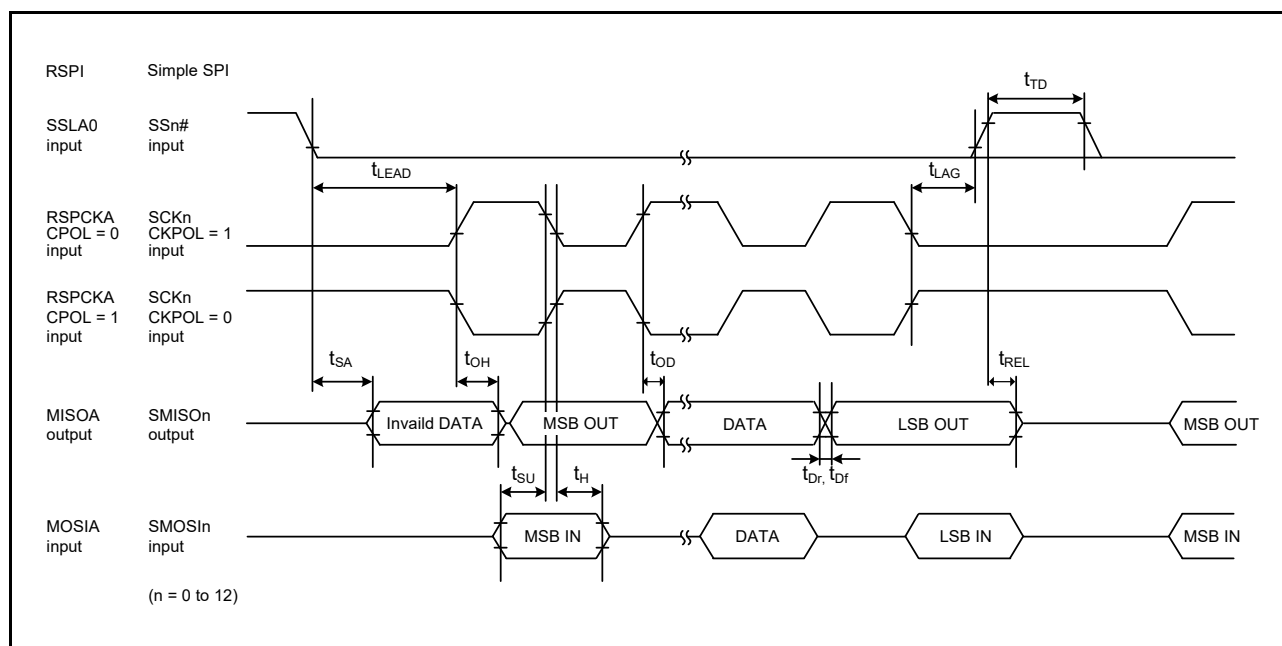 RSPI Simple SPI
tTD
SSLA0 SSn#
input input
tLEAD tLAG
RSPCKA SCKn
CPOL = 0 CKPOL = 1
input input
RSPCKA SCKn
CPOL = 1 CKPOL = 0
input input
tSA tOH tOD tREL
MISOA SMISOn
output output
Invaild DATA MSB OUT DATA LSB OUT MSB OUT
tSU tH tDr, tDf
MOSIA SMOSIn
input input
MSB IN DATA LSB IN MSB IN
(n = 0 to 12)